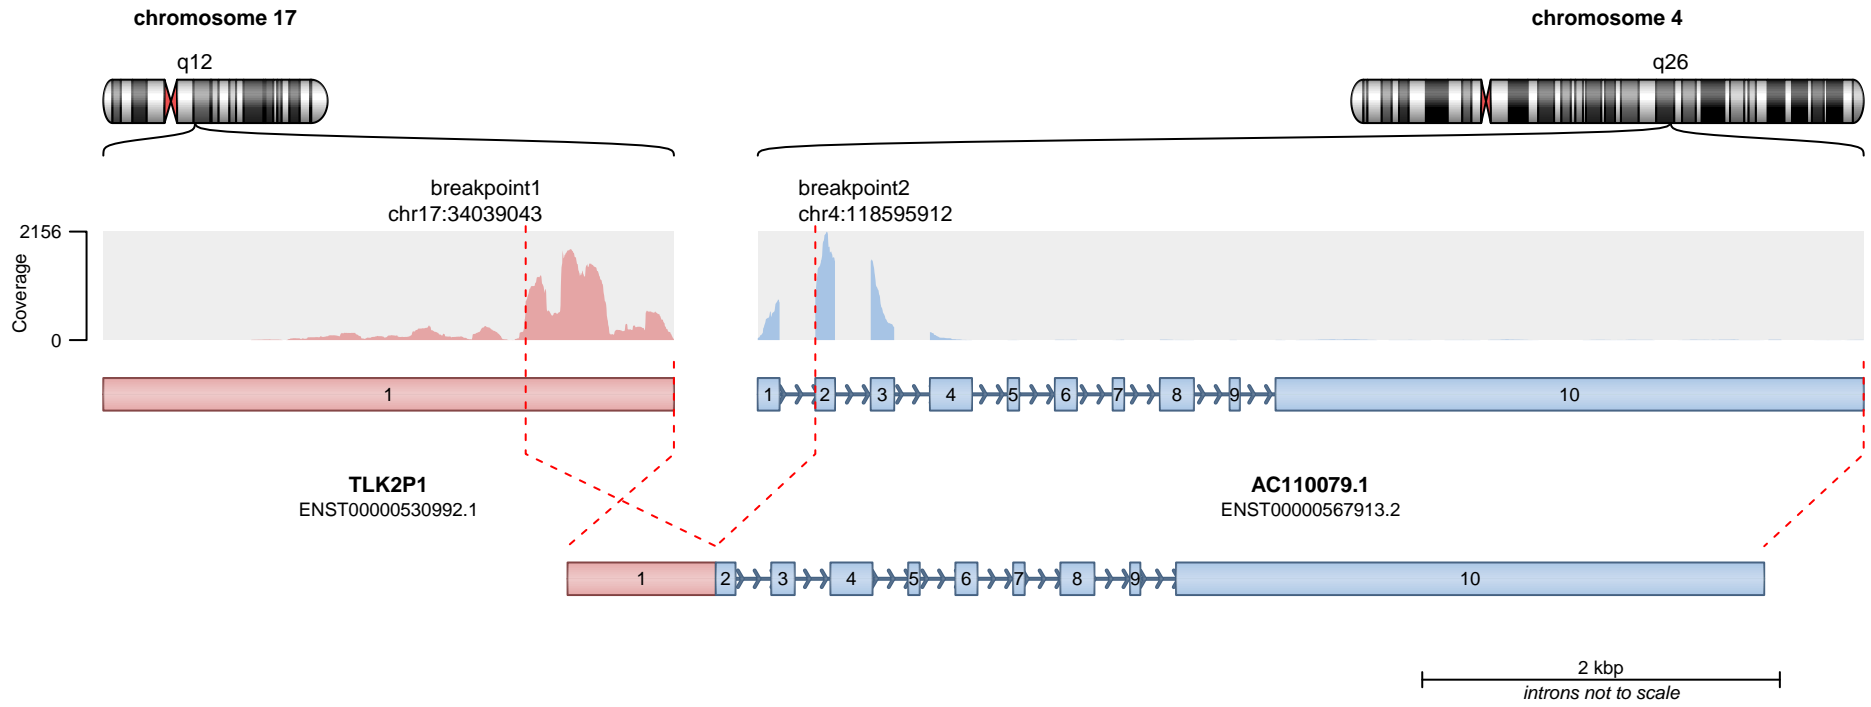 chromosome 17
chromosome 4
q12
q26
breakpoint1
chr17:34039043
breakpoint2
chr4:118595912
2156
Coverage
0
1
1 2 3 4 5 6 7 8 9 10
TLK2P1
ENST00000530992.1
AC110079.1
ENST00000567913.2
1 2 3 4 5 6 7 8 9 10
2 kbp
introns not to scale